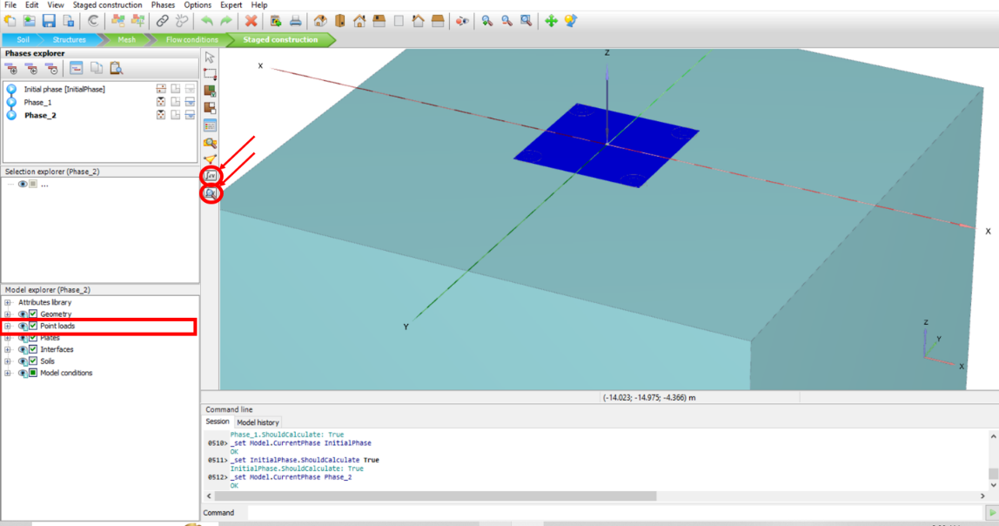 File Edit View Staged construction Phases Options Expert Help
Soil Structures Mesh Flow conditions Staged construction
Phases explorer
Initial phase [InitialPhase]
Phase_1
Phase_2
Selection explorer (Phase_2)
...
Model explorer (Phase_2)
Attributes library
Geometry
Point loads
Plates
Interfaces
Soils
Model conditions
Z
X
X
Y
Z
Y
X
(-14.023; -14.975; -4.366) m
Command line
Session Model history
Phase_1.ShouldCalculate: True
0510> _set Model.CurrentPhase InitialPhase
OK
0511> _set InitialPhase.ShouldCalculate True
InitialPhase.ShouldCalculate: True
0512> _set Model.CurrentPhase Phase_2
OK
Command